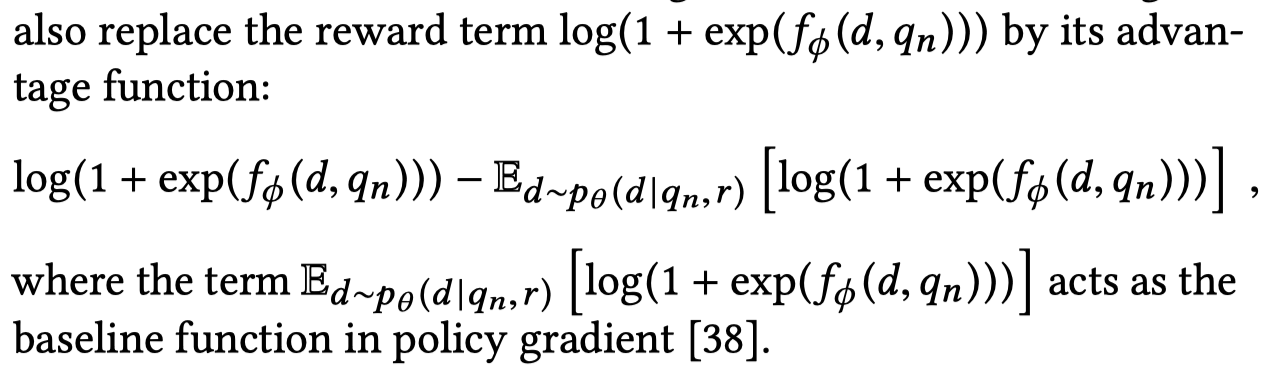 also replace the reward term log(1 + exp(f_ϕ(d, q_n))) by its advan-
tage function:
log(1 + exp(f_ϕ(d, q_n))) − 𝔼_{d∼p_θ(d|q_n,r)} [log(1 + exp(f_ϕ(d, q_n)))] ,
where the term 𝔼_{d∼p_θ(d|q_n,r)} [log(1 + exp(f_ϕ(d, q_n)))] acts as the
baseline function in policy gradient [38].